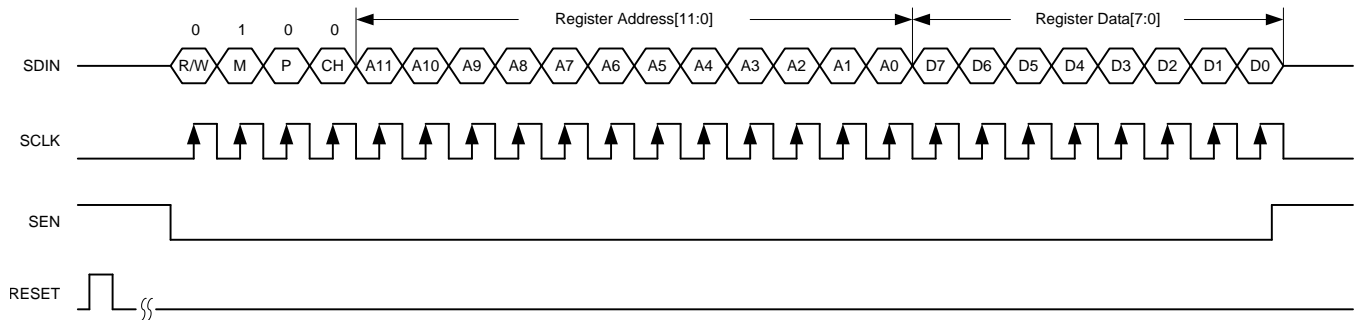 0 1 0 0 Register Address[11:0] Register Data[7:0]
SDIN R/W M P CH A11 A10 A9 A8 A7 A6 A5 A4 A3 A2 A1 A0 D7 D6 D5 D4 D3 D2 D1 D0
SCLK
SEN
RESET